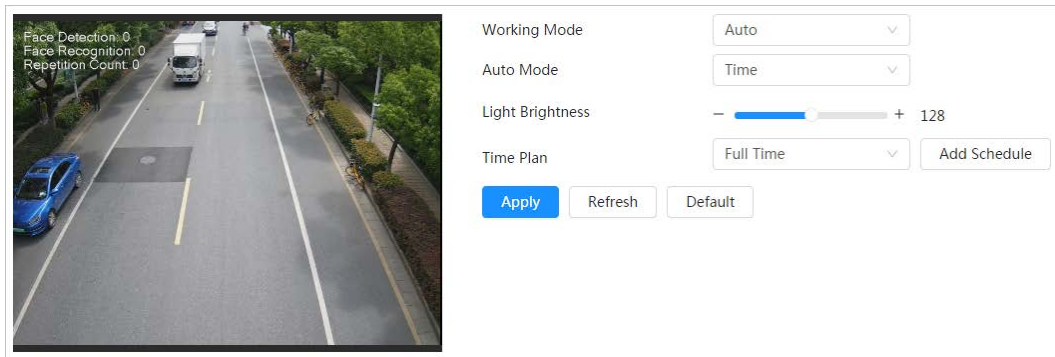 Face Detection: 0
Face Recognition: 0
Repetition Count: 0
Working Mode Auto
Auto Mode Time
Light Brightness − + 128
Time Plan Full Time Add Schedule
Apply Refresh Default